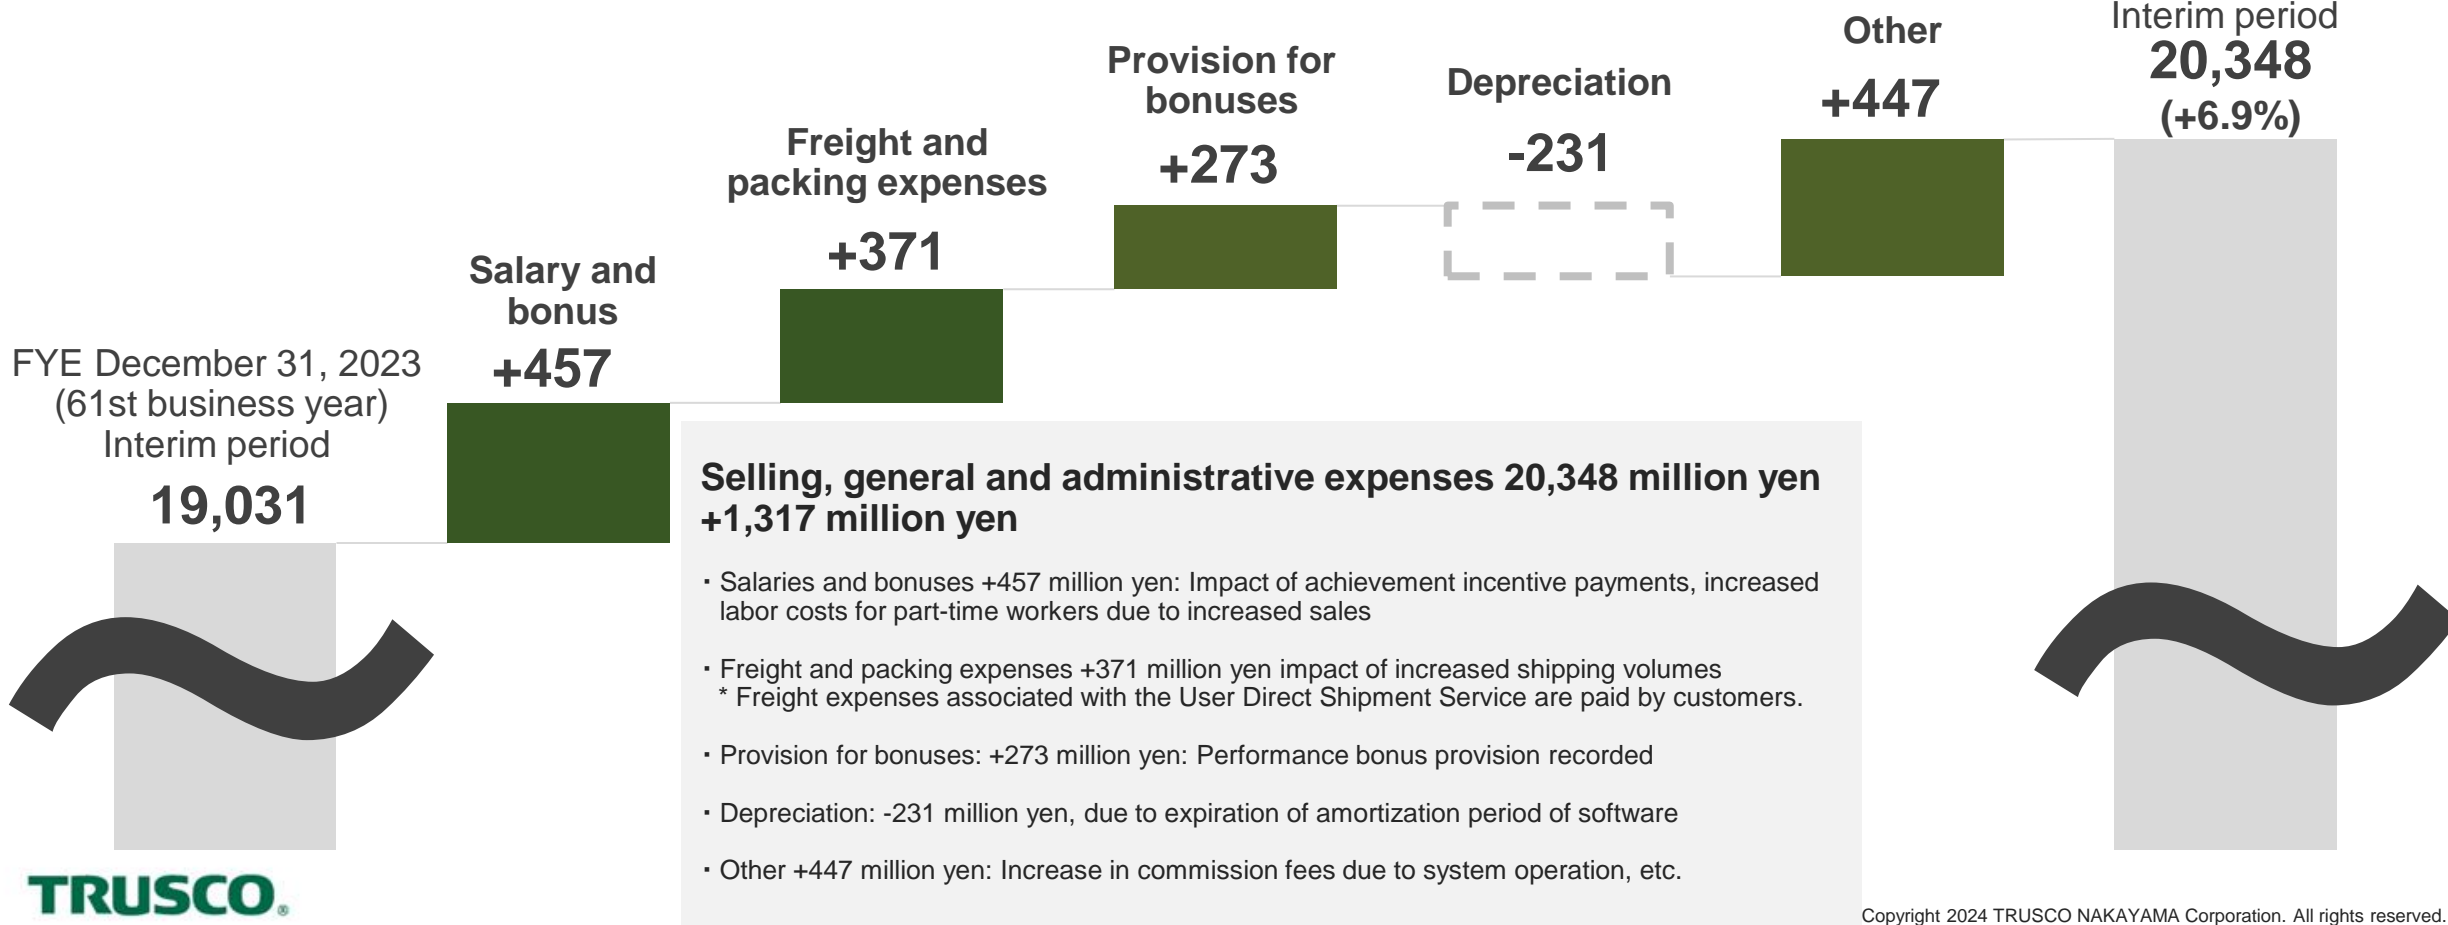 FYE December 31, 2023
(61st business year)
Interim period
19,031
Salary and
bonus
+457
Freight and
packing expenses
+371
Provision for
bonuses
+273
Depreciation
-231
Other
+447
Interim period
20,348
(+6.9%)
Selling, general and administrative expenses 20,348 million yen
+1,317 million yen
・Salaries and bonuses +457 million yen: Impact of achievement incentive payments, increased
labor costs for part-time workers due to increased sales
・Freight and packing expenses +371 million yen impact of increased shipping volumes
* Freight expenses associated with the User Direct Shipment Service are paid by customers.
・Provision for bonuses: +273 million yen: Performance bonus provision recorded
・Depreciation: -231 million yen, due to expiration of amortization period of software
・Other +447 million yen: Increase in commission fees due to system operation, etc.
TRUSCO®
Copyright 2024 TRUSCO NAKAYAMA Corporation. All rights reserved.